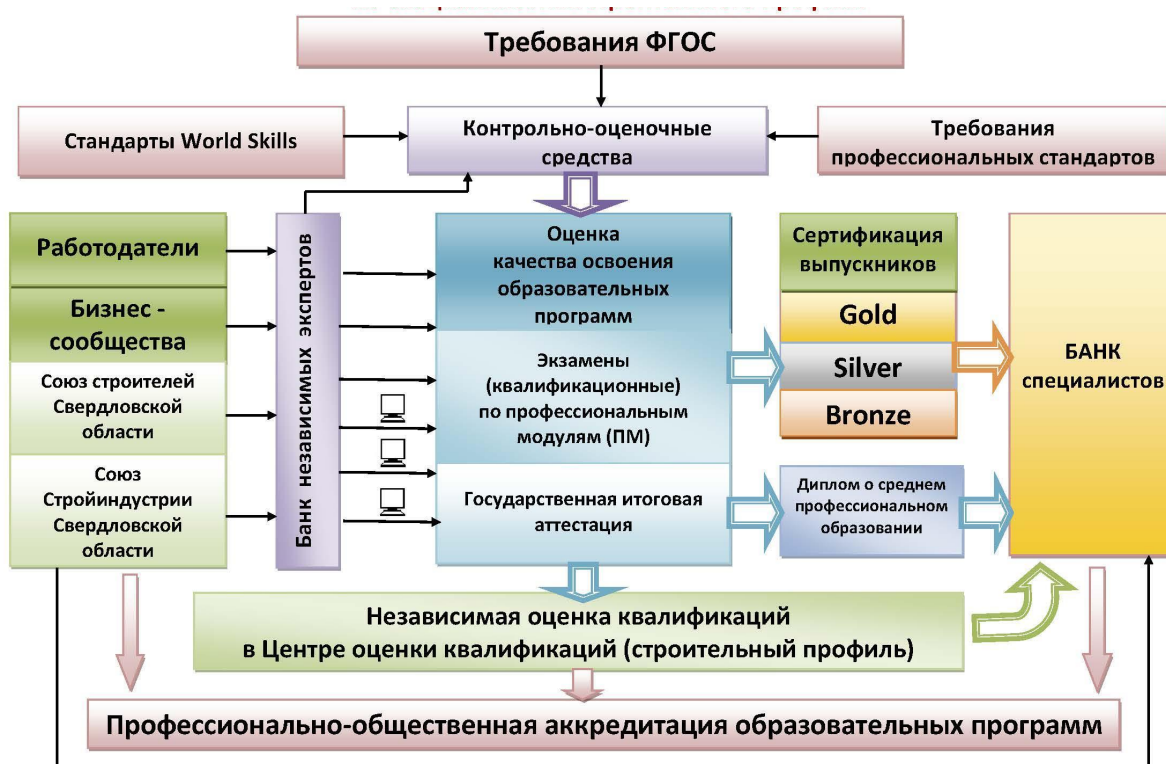 Требования ФГОС
Стандарты World Skills
Контрольно-оценочные
средства
Требования
профессиональных стандартов
Работодатели
Бизнес -
сообщества
Союз строителей
Свердловской
области
Союз
Стройиндустрии
Свердловской
области
Банк независимых экспертов
Оценка
качества освоения
образовательных
программ
Экзамены
(квалификационные)
по профессиональным
модулям (ПМ)
Государственная итоговая
аттестация
Сертификация
выпускников
Gold
Silver
Bronze
Диплом о среднем
профессиональном
образовании
БАНК
специалистов
Независимая оценка квалификаций
в Центре оценки квалификаций (строительный профиль)
Профессионально-общественная аккредитация образовательных программ